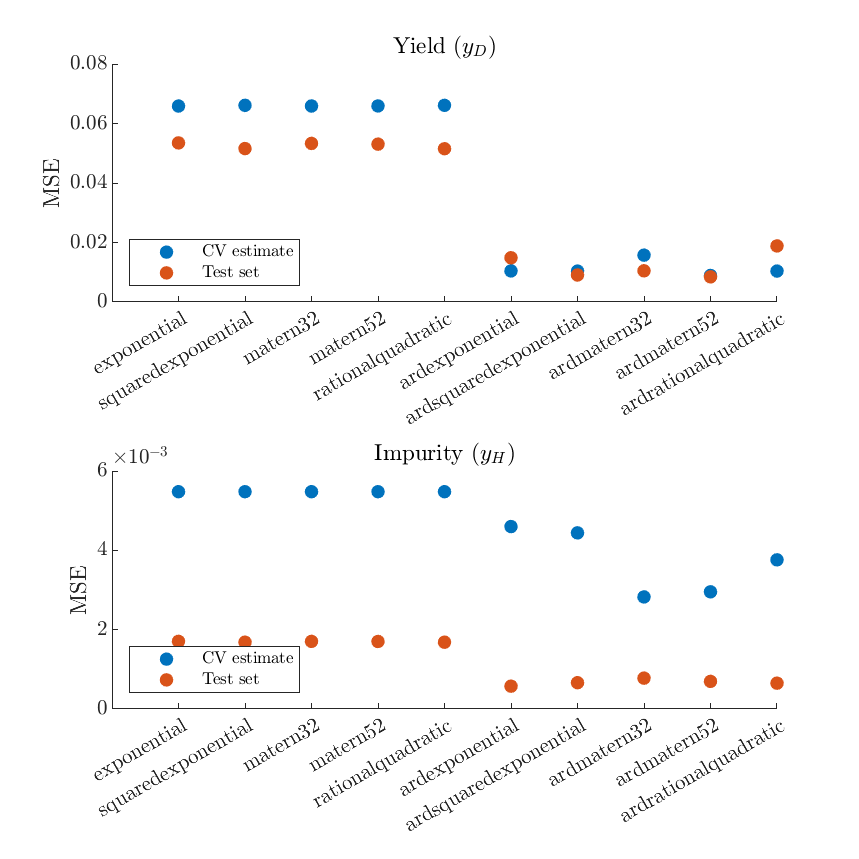 Yield (y_D)
0.08
0.06
0.04
0.02
0
MSE
CV estimate
Test set
exponential
squaredexponential
matern32
matern52
rationalquadratic
ardexponential
ardsquaredexponential
ardmatern32
ardmatern52
ardrationalquadratic
Impurity (y_H)
×10⁻³
6
4
2
0
MSE
CV estimate
Test set
exponential
squaredexponential
matern32
matern52
rationalquadratic
ardexponential
ardsquaredexponential
ardmatern32
ardmatern52
ardrationalquadratic